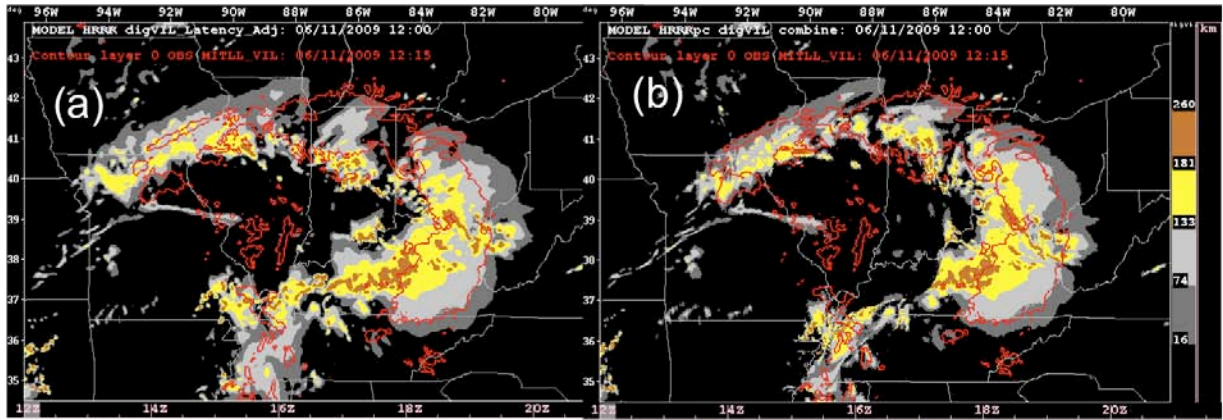 deg 96W 94W 92W 90W 88W 86W 84W 82W 80W
MODEL HRRR digVIL_Latency_Adj: 06/11/2009 12:00
Contour layer 0 OBS MITLL_VIL: 06/11/2009 12:15
(a)
43
42
41
40
39
38
37
36
35
12Z 14Z 16Z 18Z 20Z
deg 96W 94W 92W 90W 88W 86W 84W 82W 80W
MODEL HRRRpc digVIL combine: 06/11/2009 12:00
Contour layer 0 OBS MITLL_VIL: 06/11/2009 12:15
(b)
43
42
41
40
39
38
37
36
35
12Z 14Z 16Z 18Z 20Z
km
260
181
133
74
16